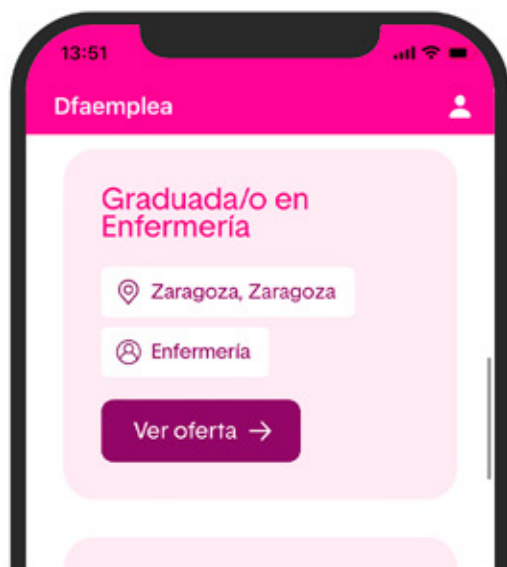 13:51
Dfaemplea
Graduada/o en
Enfermería
Zaragoza, Zaragoza
Enfermería
Ver oferta →